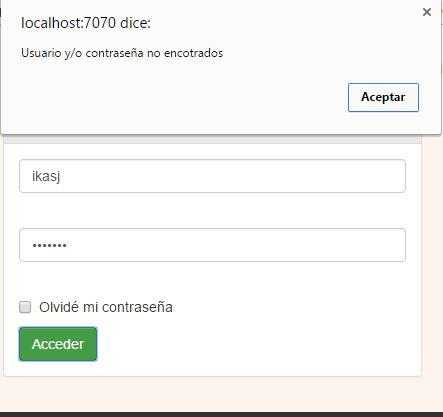 localhost:7070 dice:
Usuario y/o contraseña no encotrados
Aceptar
ikasj
•••••••
Olvidé mi contraseña
Acceder